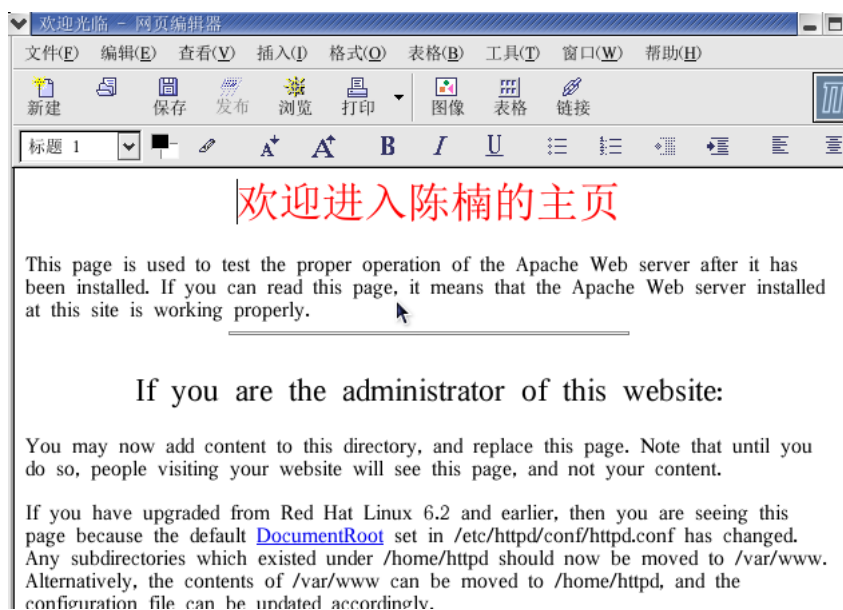 欢迎光临 - 网页编辑器
文件(F) 编辑(E) 查看(V) 插入(I) 格式(O) 表格(B) 工具(T) 窗口(W) 帮助(H)
新建 保存 发布 浏览 打印 图像 表格 链接
标题 1 A A B I U
欢迎进入陈楠的主页
This page is used to test the proper operation of the Apache Web server after it has
been installed. If you can read this page, it means that the Apache Web server installed
at this site is working properly.
If you are the administrator of this website:
You may now add content to this directory, and replace this page. Note that until you
do so, people visiting your website will see this page, and not your content.
If you have upgraded from Red Hat Linux 6.2 and earlier, then you are seeing this
page because the default DocumentRoot set in /etc/httpd/conf/httpd.conf has changed.
Any subdirectories which existed under /home/httpd should now be moved to /var/www.
Alternatively, the contents of /var/www can be moved to /home/httpd, and the
configuration file can be updated accordingly.